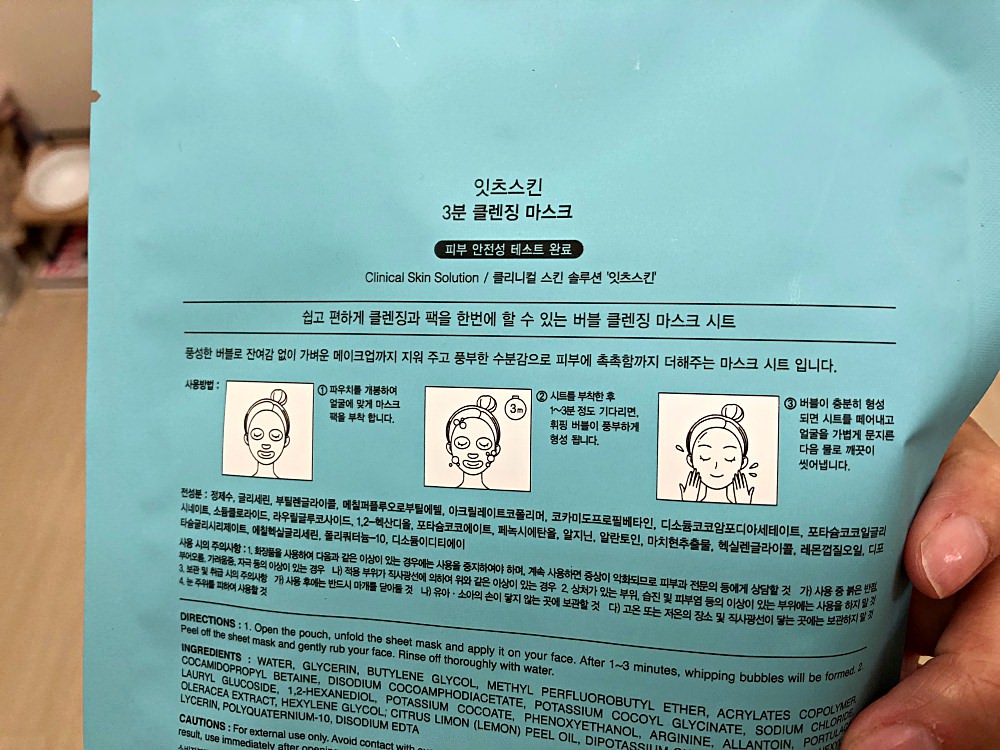 잇츠스킨
3분 클렌징 마스크
피부 안전성 테스트 완료
Clinical Skin Solution / 클리니컬 스킨 솔루션 '잇츠스킨'
쉽고 편하게 클렌징과 팩을 한번에 할 수 있는 버블 클렌징 마스크 시트
풍성한 버블로 잔여감 없이 가벼운 메이크업까지 지워 주고 풍부한 수분감으로 피부에 촉촉함까지 더해주는 마스크 시트 입니다.
사용방법 :
① 파우치를 개봉하여
얼굴에 맞게 마스크
팩을 부착 합니다.
3m
② 시트를 부착한 후
1~3분 정도 기다리면,
휘핑 버블이 풍부하게
형성 됩니다.
③ 버블이 충분히 형성
되면 시트를 떼어내고
얼굴을 가볍게 문지른
다음 물로 깨끗이
씻어냅니다.
전성분 : 정제수, 글리세린, 부틸렌글라이콜, 메칠퍼플루오로부틸에텔, 아크릴레이트코폴리머, 코카미도프로필베타인, 디소듐코코암포디아세테이트, 포타슘코코일글리
시네이트, 소듐클로라이드, 라우릴글루코사이드, 1,2-헥산디올, 포타슘코코에이트, 페녹시에탄올, 알지닌, 알란토인, 마치현추출물, 헥실렌글라이콜, 레몬껍질오일, 디포
타슘글리시리제이트, 에칠헥실글리세린, 폴리쿼터늄-10, 디소듐이디티에이
사용 시의 주의사항 : 1. 화장품을 사용하여 다음과 같은 이상이 있는 경우에는 사용을 중지하여야 하며, 계속 사용하면 증상이 악화되므로 피부과 전문의 등에게 상담할 것 가) 사용 중 붉은 반점,
부어오름, 가려움증, 자극 등의 이상이 있는 경우 나) 적용 부위가 직사광선에 의하여 위와 같은 이상이 있는 경우 2. 상처가 있는 부위, 습진 및 피부염 등의 이상이 있는 부위에는 사용을 하지 말 것
3. 보관 및 취급 시의 주의사항 가) 사용 후에는 반드시 마개를 닫아둘 것 나) 유아·소아의 손이 닿지 않는 곳에 보관할 것 다) 고온 또는 저온의 장소 및 직사광선이 닿는 곳에는 보관하지 말 것
4. 눈 주위를 피하여 사용할 것
DIRECTIONS : 1. Open the pouch, unfold the sheet mask and apply it on your face. After 1~3 minutes, whipping bubbles will be formed. 2.
Peel off the sheet mask and gently rub your face. Rinse off thoroughly with water.
INGREDIENTS : WATER, GLYCERIN, BUTYLENE GLYCOL, METHYL PERFLUOROBUTYL ETHER, ACRYLATES COPOLYMER,
COCAMIDOPROPYL BETAINE, DISODIUM COCOAMPHODIACETATE, POTASSIUM COCOYL GLYCINATE, SODIUM CHLORIDE,
LAURYL GLUCOSIDE, 1,2-HEXANEDIOL, POTASSIUM COCOATE, PHENOXYETHANOL, ARGININE, ALLANTOIN,
OLERACEA EXTRACT, HEXYLENE GLYCOL, CITRUS LIMON (LEMON) PEEL OIL, DIPOTASSIUM
LYCERIN, POLYQUATERNIUM-10, DISODIUM EDTA
CAUTIONS : For external use only. Avoid contact with
result, use immediately after